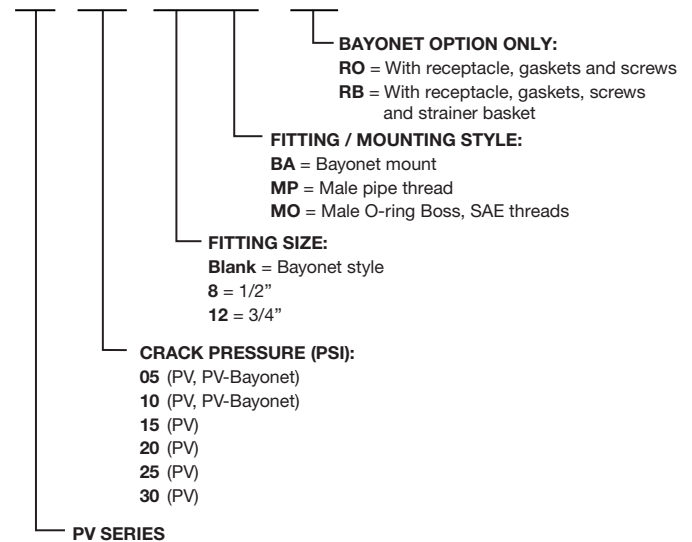 BAYONET OPTION ONLY:
RO = With receptacle, gaskets and screws
RB = With receptacle, gaskets, screws
and strainer basket
FITTING / MOUNTING STYLE:
BA = Bayonet mount
MP = Male pipe thread
MO = Male O-ring Boss, SAE threads
FITTING SIZE:
Blank = Bayonet style
8 = 1/2”
12 = 3/4”
CRACK PRESSURE (PSI):
05 (PV, PV-Bayonet)
10 (PV, PV-Bayonet)
15 (PV)
20 (PV)
25 (PV)
30 (PV)
PV SERIES